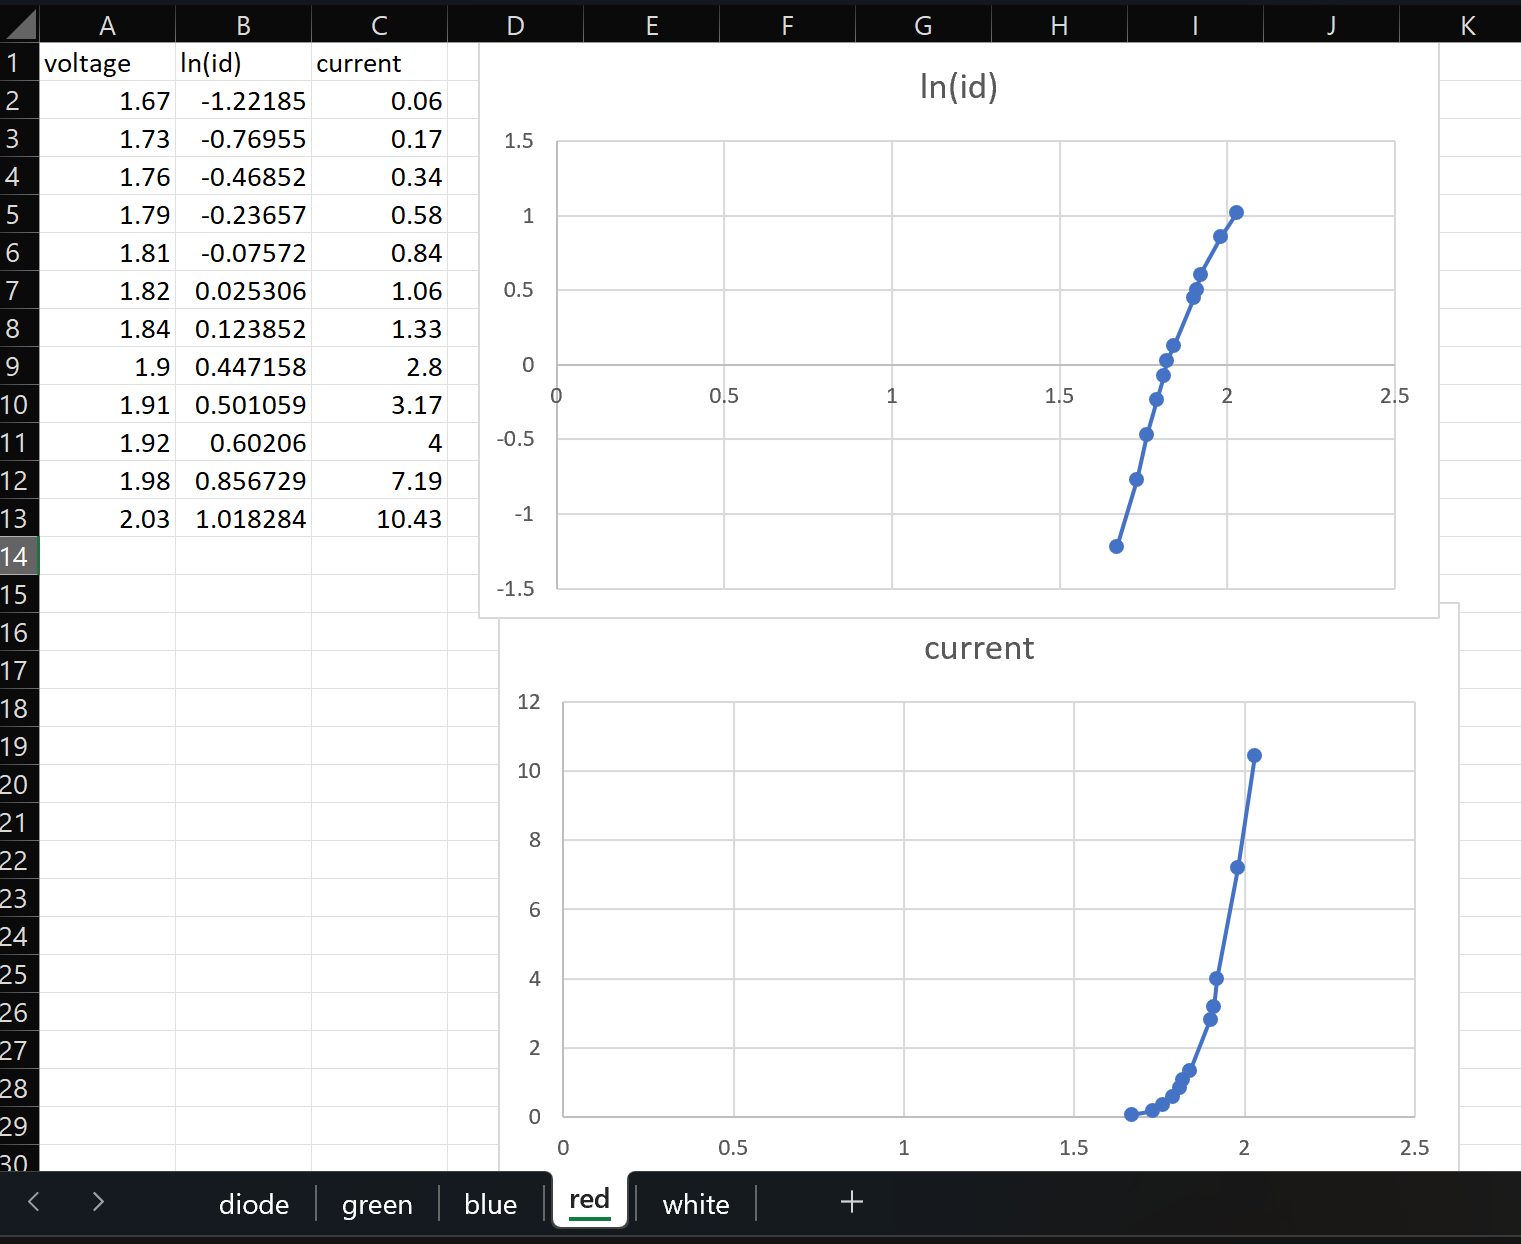 A B C D E F G H I J K
1 voltage ln(id) current
2 1.67 -1.22185 0.06
3 1.73 -0.76955 0.17
4 1.76 -0.46852 0.34
5 1.79 -0.23657 0.58
6 1.81 -0.07572 0.84
7 1.82 0.025306 1.06
8 1.84 0.123852 1.33
9 1.9 0.447158 2.8
10 1.91 0.501059 3.17
11 1.92 0.60206 4
12 1.98 0.856729 7.19
13 2.03 1.018284 10.43
14
15
16
17
18
19
20
21
22
23
24
25
26
27
28
29
30
ln(id)
1.5
1
0.5
0
0 0.5 1 1.5 2 2.5
-0.5
-1
-1.5
current
12
10
8
6
4
2
0
0 0.5 1 1.5 2 2.5
diode green blue red white +